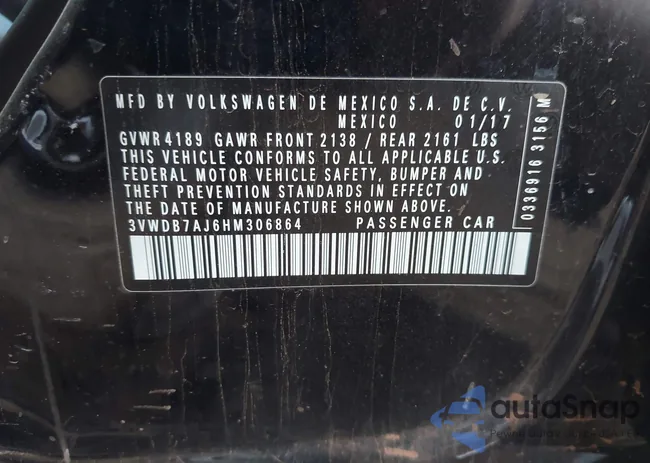 MFD BY VOLKSWAGEN DE MEXICO S.A. DE C.V.
MEXICO 01/17
GVWR 4189 GAWR FRONT 2138 / REAR 2161 LBS
THIS VEHICLE CONFORMS TO ALL APPLICABLE U.S.
FEDERAL MOTOR VEHICLE SAFETY, BUMPER AND
THEFT PREVENTION STANDARDS IN EFFECT ON
THE DATE OF MANUFACTURE SHOWN ABOVE.
3VWDB7AJ6HM306864 PASSENGER CAR
0336916 3156 M
autoSnap